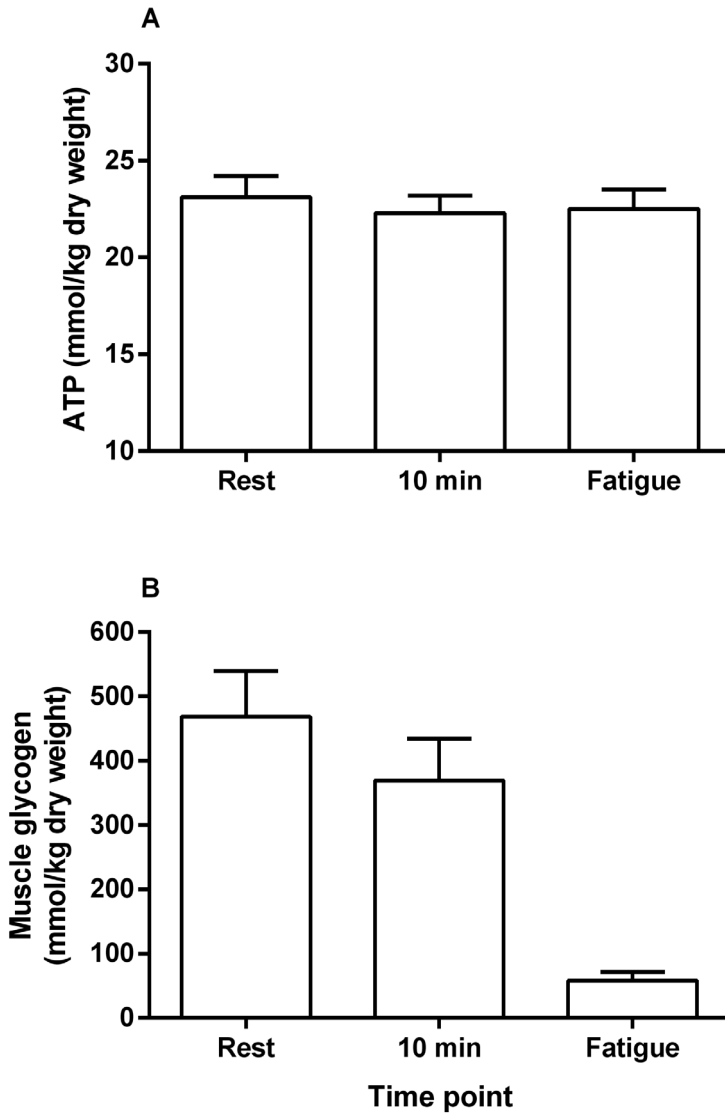 A
ATP (mmol/kg dry weight)
30
25
20
15
10
Rest 10 min Fatigue
B
Muscle glycogen
(mmol/kg dry weight)
600
500
400
300
200
100
0
Rest 10 min Fatigue
Time point